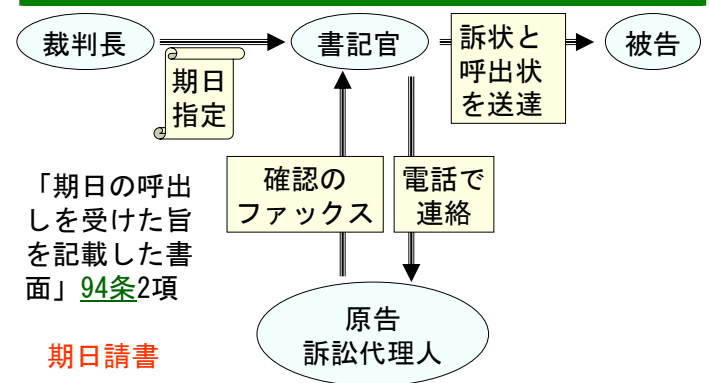 裁判長
期日
指定
書記官
訴状と
呼出状
を送達
被告
確認の
ファックス
電話で
連絡
「期日の呼出
しを受けた旨
を記載した書
面」94条2項
期日請書
原告
訴訟代理人